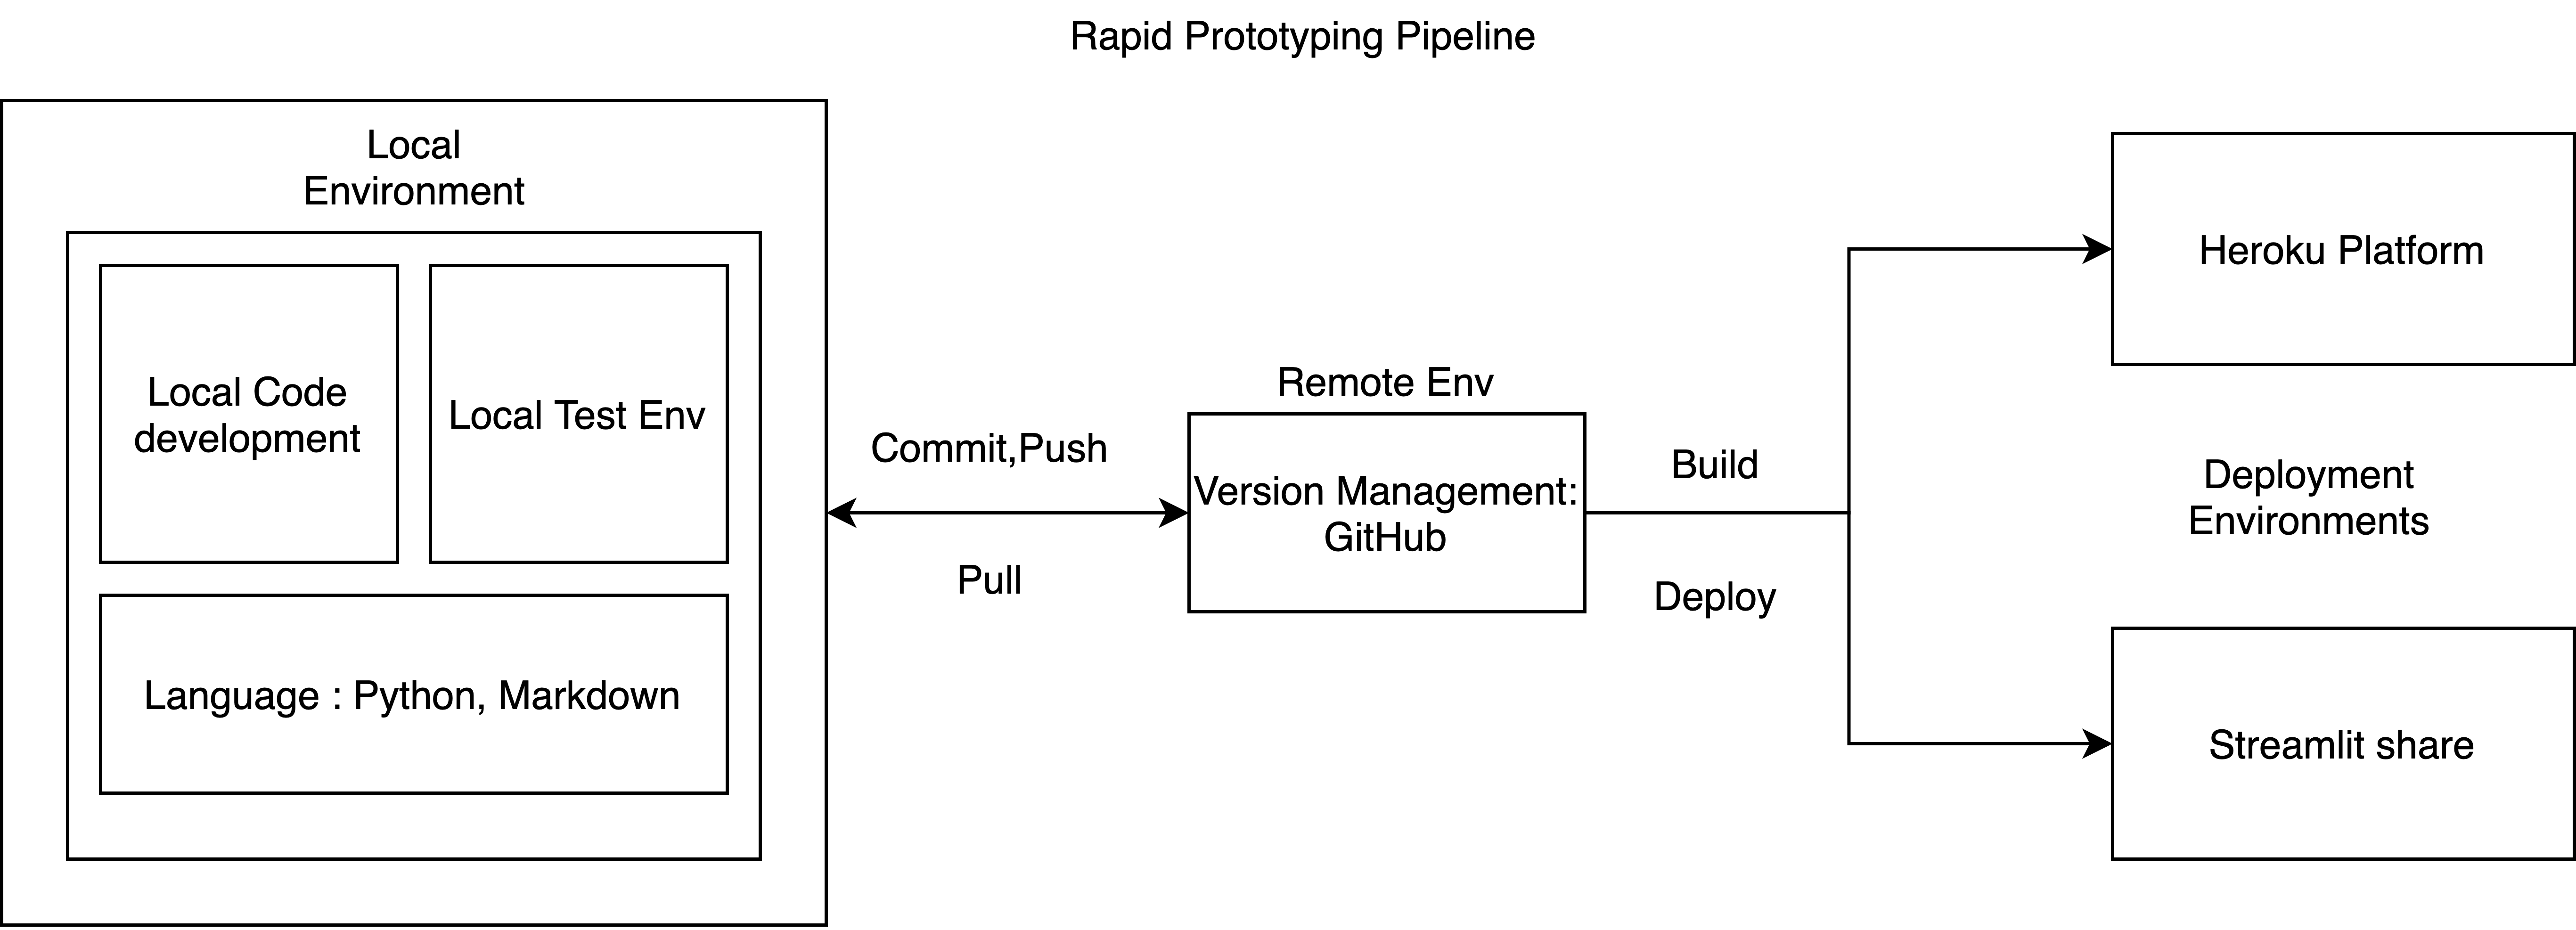 Rapid Prototyping Pipeline
Local
Environment
Local Code
development
Local Test Env
Language : Python, Markdown
Commit,Push
Pull
Remote Env
Version Management:
GitHub
Build
Deploy
Heroku Platform
Deployment
Environments
Streamlit share